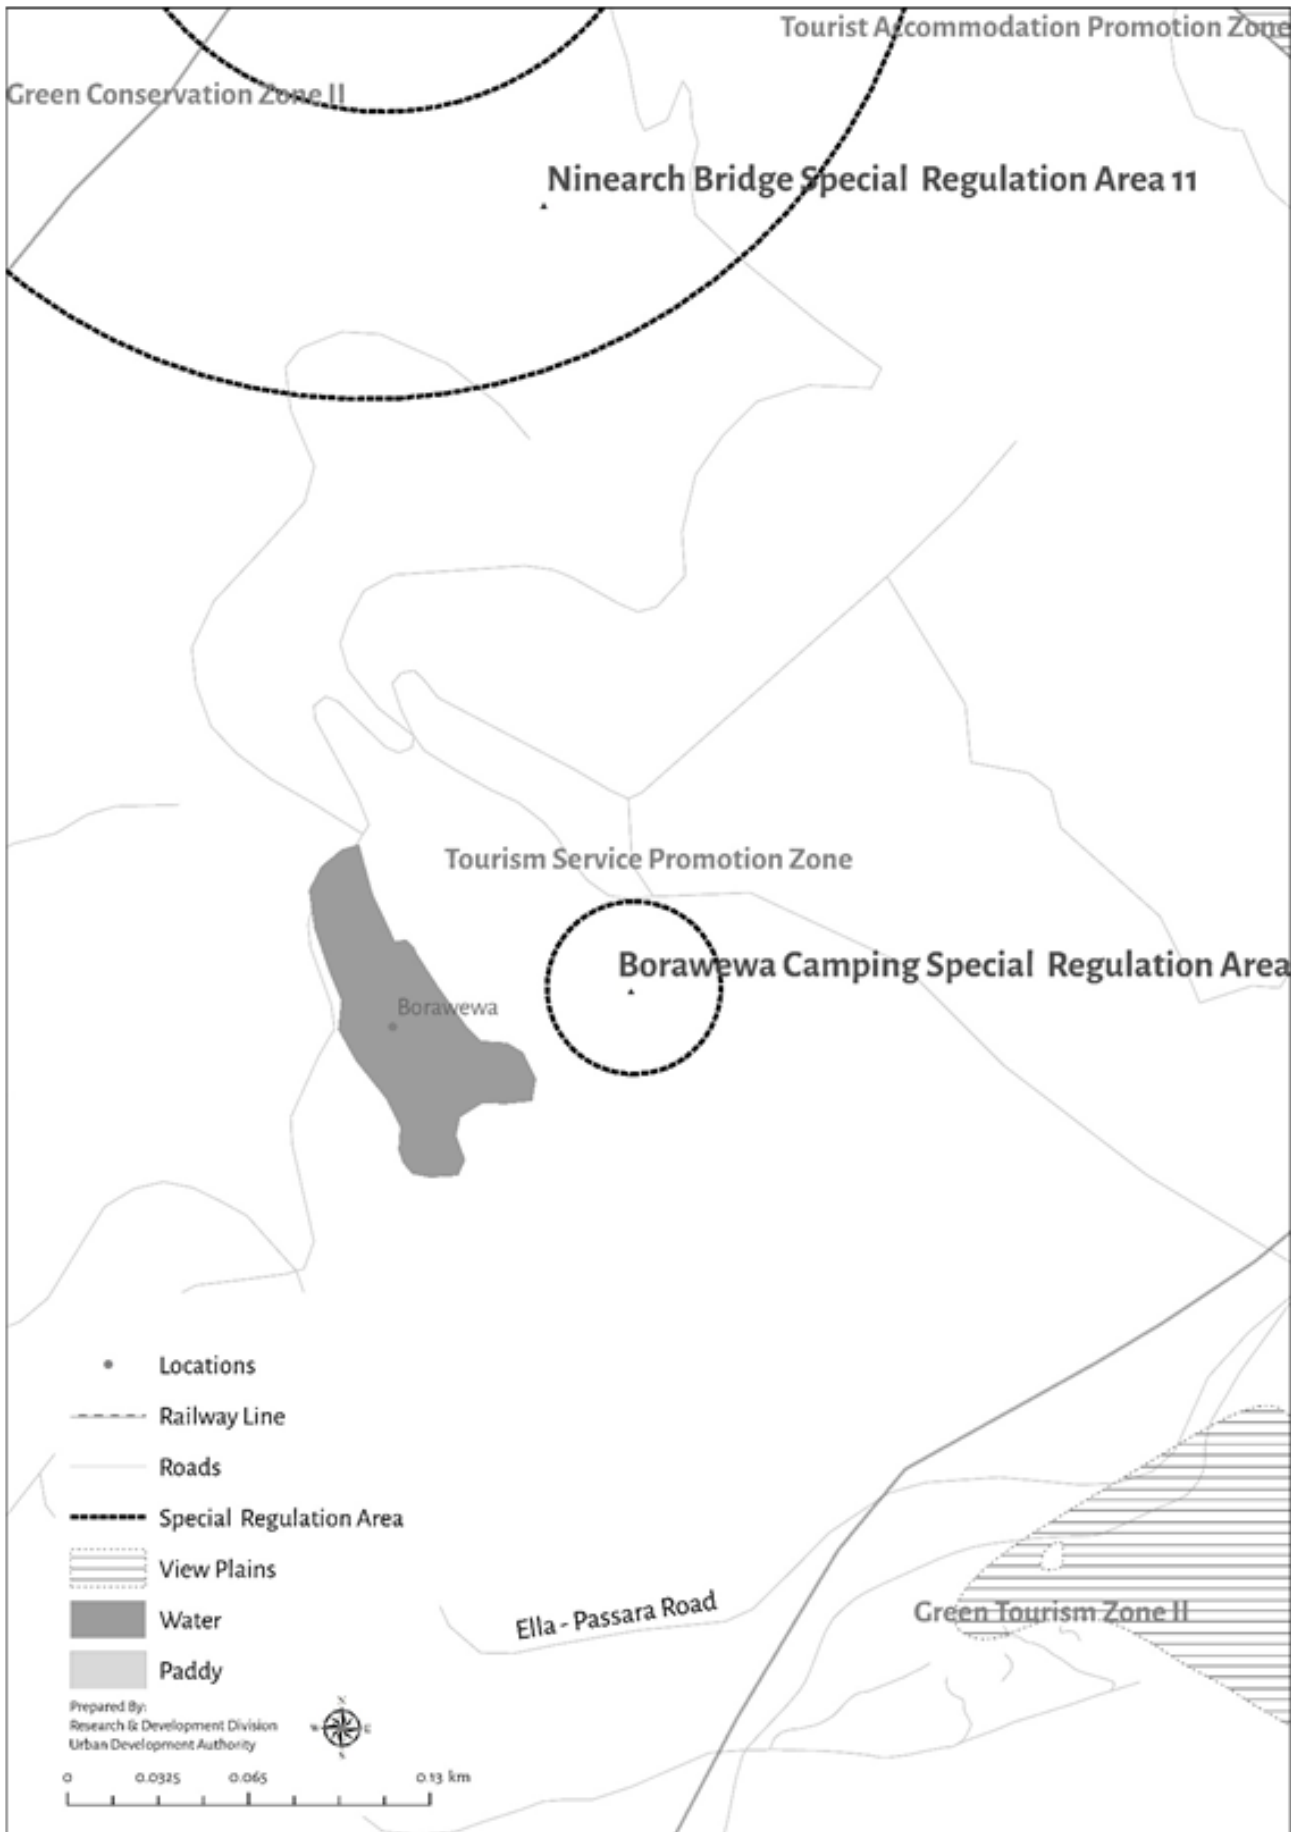 Tourist Accommodation Promotion Zone
Green Conservation Zone II
Ninearch Bridge Special Regulation Area 11
Tourism Service Promotion Zone
Borawewa Camping Special Regulation Area
Borawewa
Locations
Railway Line
Roads
Special Regulation Area
View Plains
Water
Paddy
Ella - Passara Road
Green Tourism Zone II
Prepared By:
Research & Development Division
Urban Development Authority
N
W
E
S
0 0.0325 0.065 0.13 km